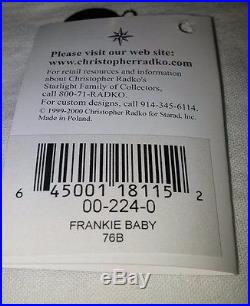 Please visit our web site:
www.christopherradko.com
For retail resources and information
about Christopher Radko's
Starlight Family of Collectors,
call 800-71-RADKO.
For custom designs, call 914-345-6114.
© 1999-2000 Christopher Radko for Starad, Inc.
Made in Poland.
6 45001 18115 2
00-224-0
FRANKIE BABY
76B